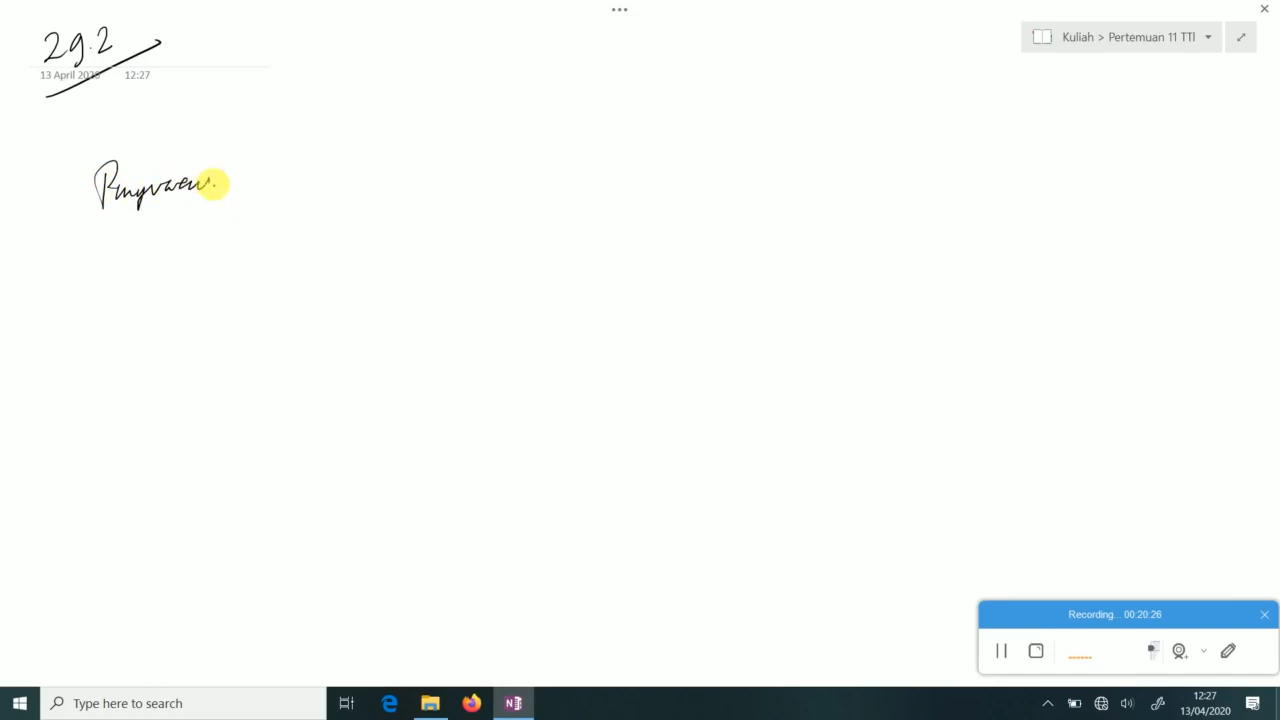 29.2
Kuliah > Pertemuan 11 TTI
13 April 2020 12:27
Recording... 00:20:26
Type here to search
12:27
13/04/2020